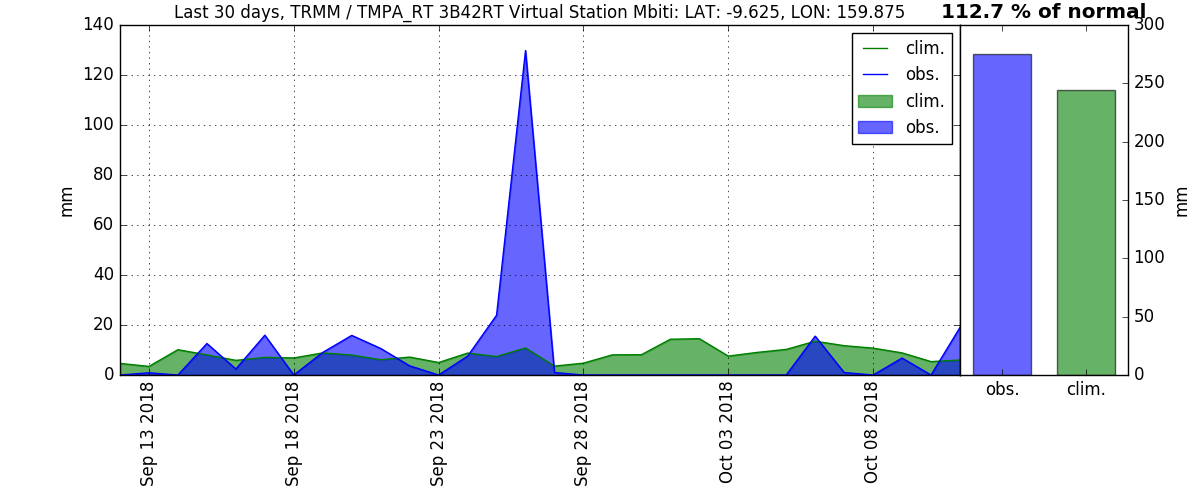 Last 30 days, TRMM / TMPA_RT 3B42RT Virtual Station Mbiti: LAT: -9.625, LON: 159.875
112.7 % of normal
140
120
100
80
60
40
20
0
mm
clim.
obs.
clim.
obs.
Sep 13 2018
Sep 18 2018
Sep 23 2018
Sep 28 2018
Oct 03 2018
Oct 08 2018
300
250
200
150
100
50
0
mm
obs.
clim.